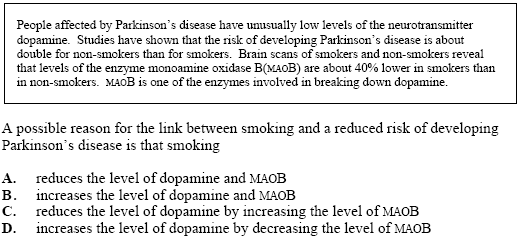 People affected by Parkinson's disease have unusually low levels of the neurotransmitter
dopamine. Studies have shown that the risk of developing Parkinson's disease is about
double for non-smokers than for smokers. Brain scans of smokers and non-smokers reveal
that levels of the enzyme monoamine oxidase B(MAOB) are about 40% lower in smokers than
in non-smokers. MAOB is one of the enzymes involved in breaking down dopamine.
A possible reason for the link between smoking and a reduced risk of developing
Parkinson's disease is that smoking
A. reduces the level of dopamine and MAOB
B. increases the level of dopamine and MAOB
C. reduces the level of dopamine by increasing the level of MAOB
D. increases the level of dopamine by decreasing the level of MAOB